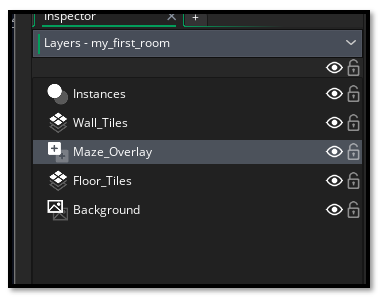 Inspector
Layers - my_first_room
Instances
Wall_Tiles
Maze_Overlay
Floor_Tiles
Background